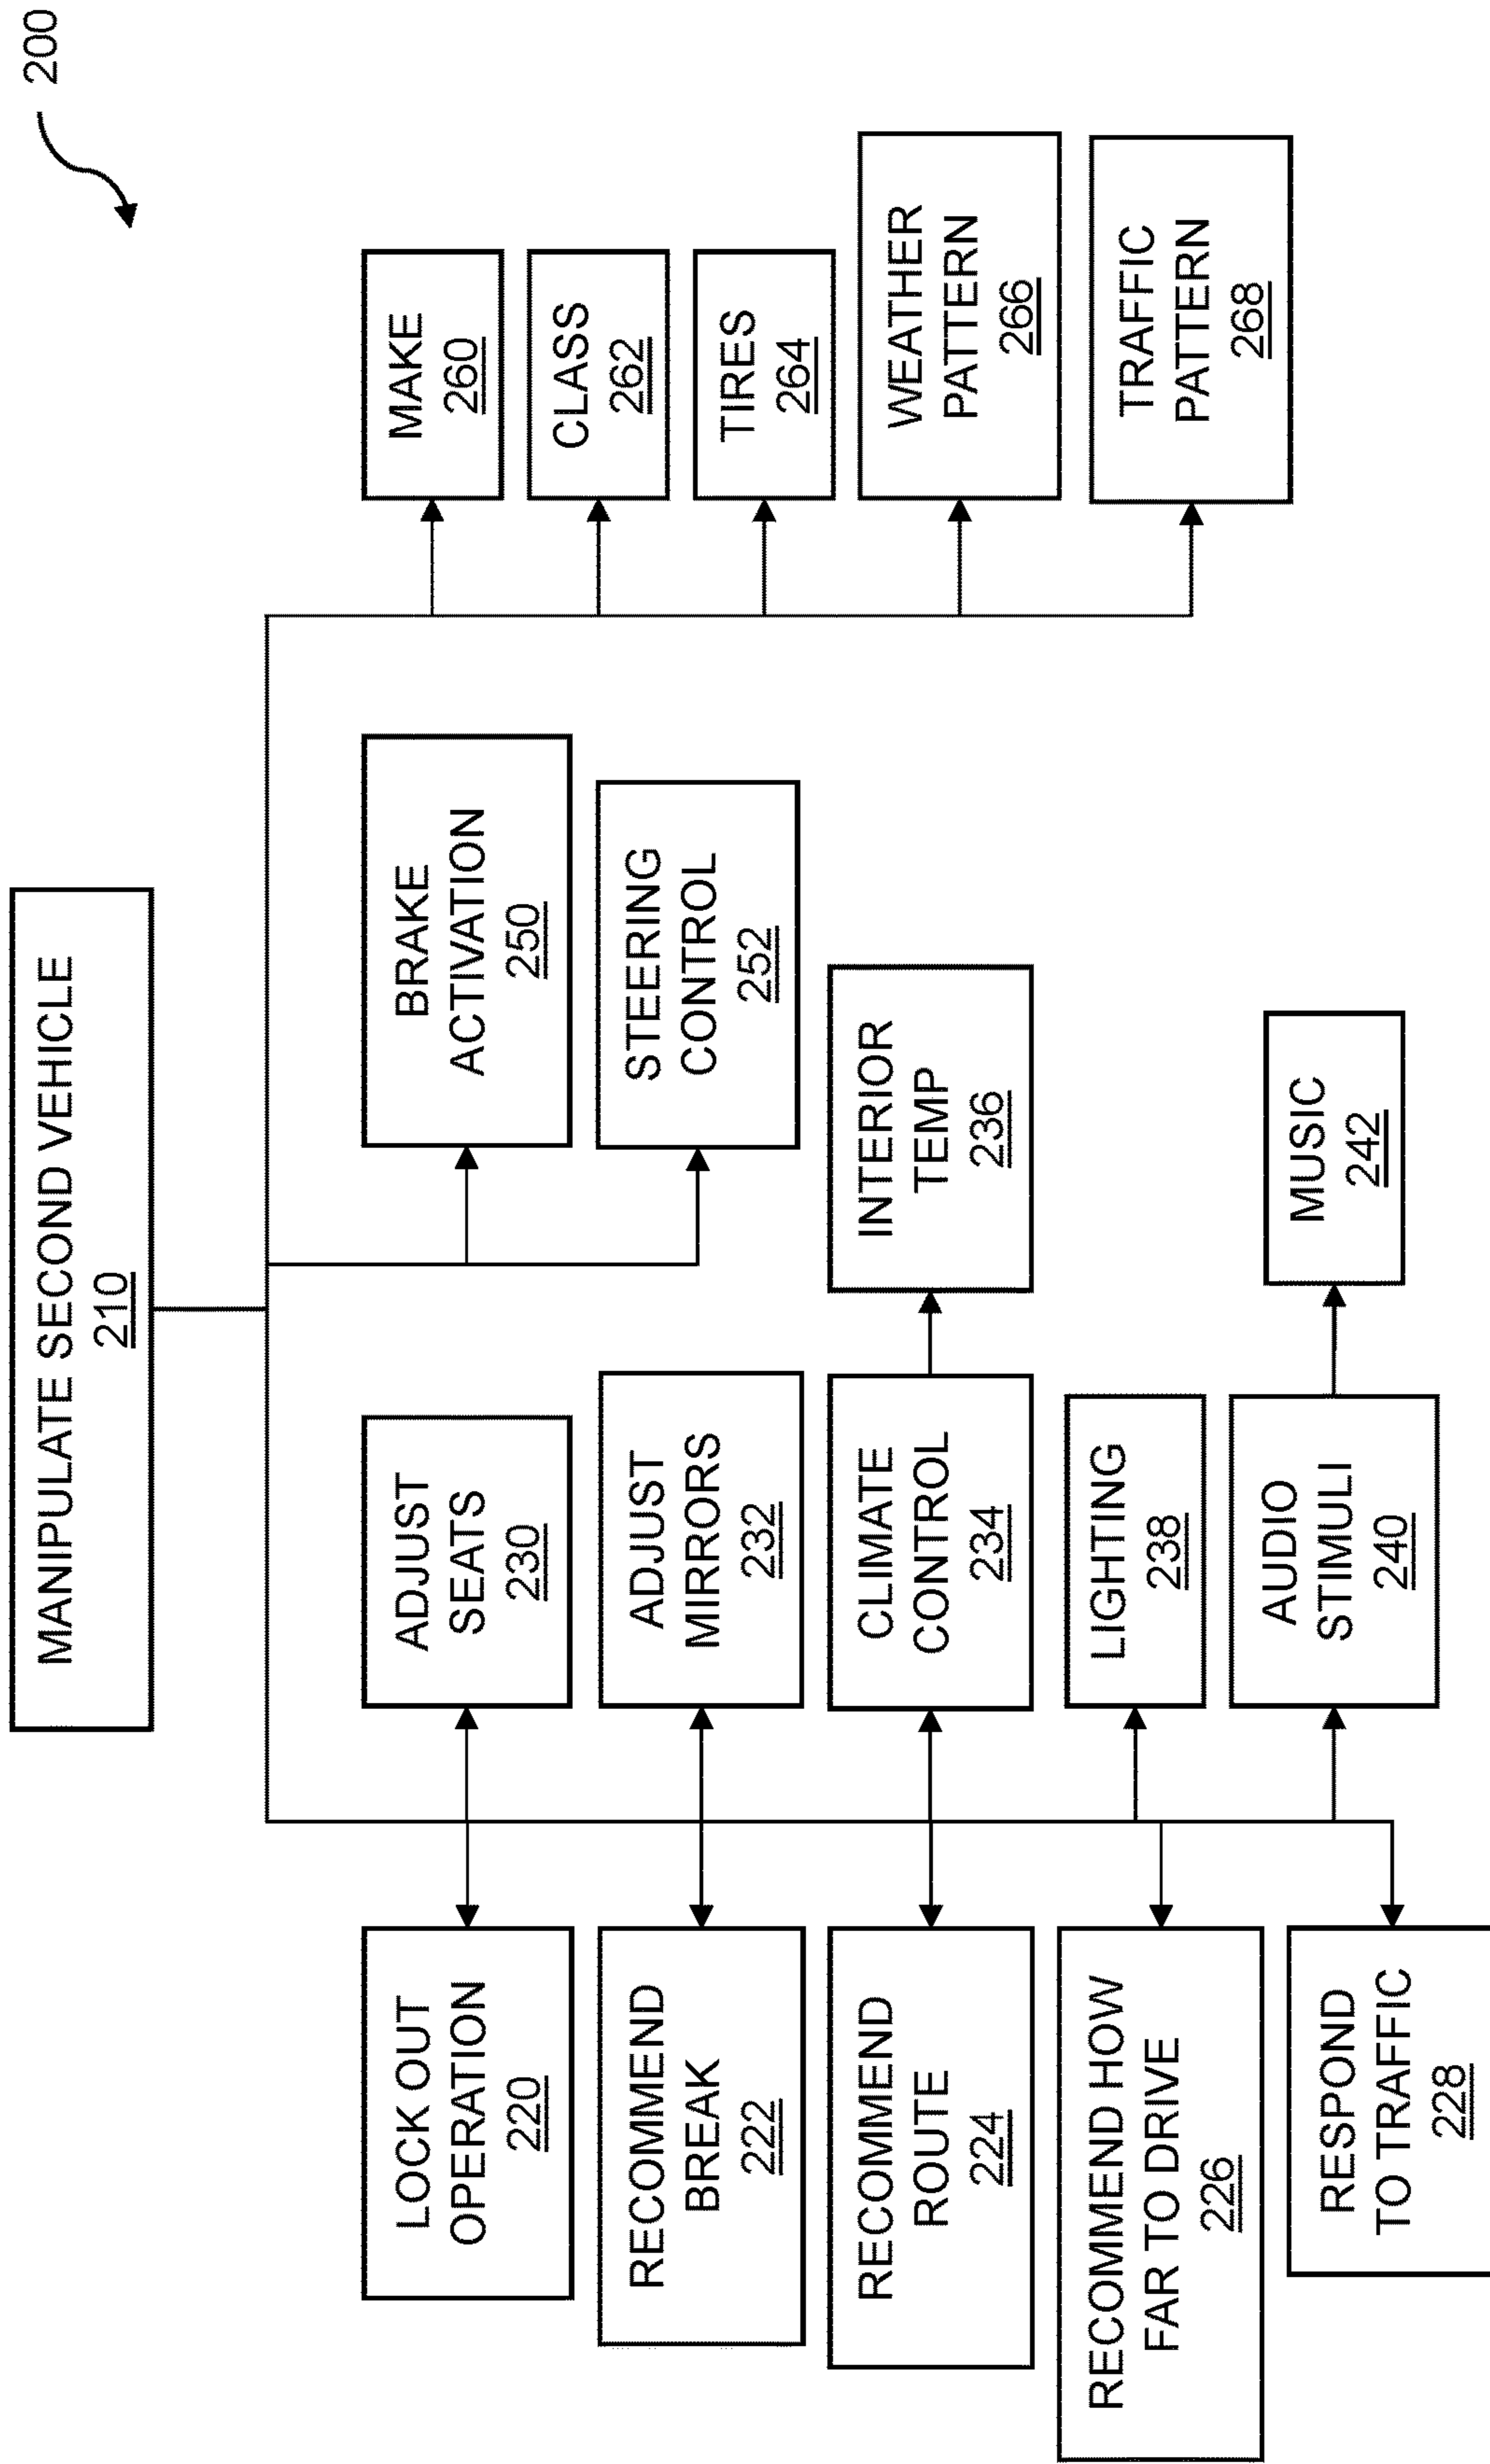 200
MANIPULATE SECOND VEHICLE
210
LOCK OUT
OPERATION
220
RECOMMEND
BREAK
222
RECOMMEND
ROUTE
224
RECOMMEND HOW
FAR TO DRIVE
226
RESPOND
TO TRAFFIC
228
ADJUST
SEATS
230
ADJUST
MIRRORS
232
CLIMATE
CONTROL
234
INTERIOR
TEMP
236
LIGHTING
238
AUDIO
STIMULI
240
MUSIC
242
BRAKE
ACTIVATION
250
STEERING
CONTROL
252
MAKE
260
CLASS
262
TIRES
264
WEATHER
PATTERN
266
TRAFFIC
PATTERN
268